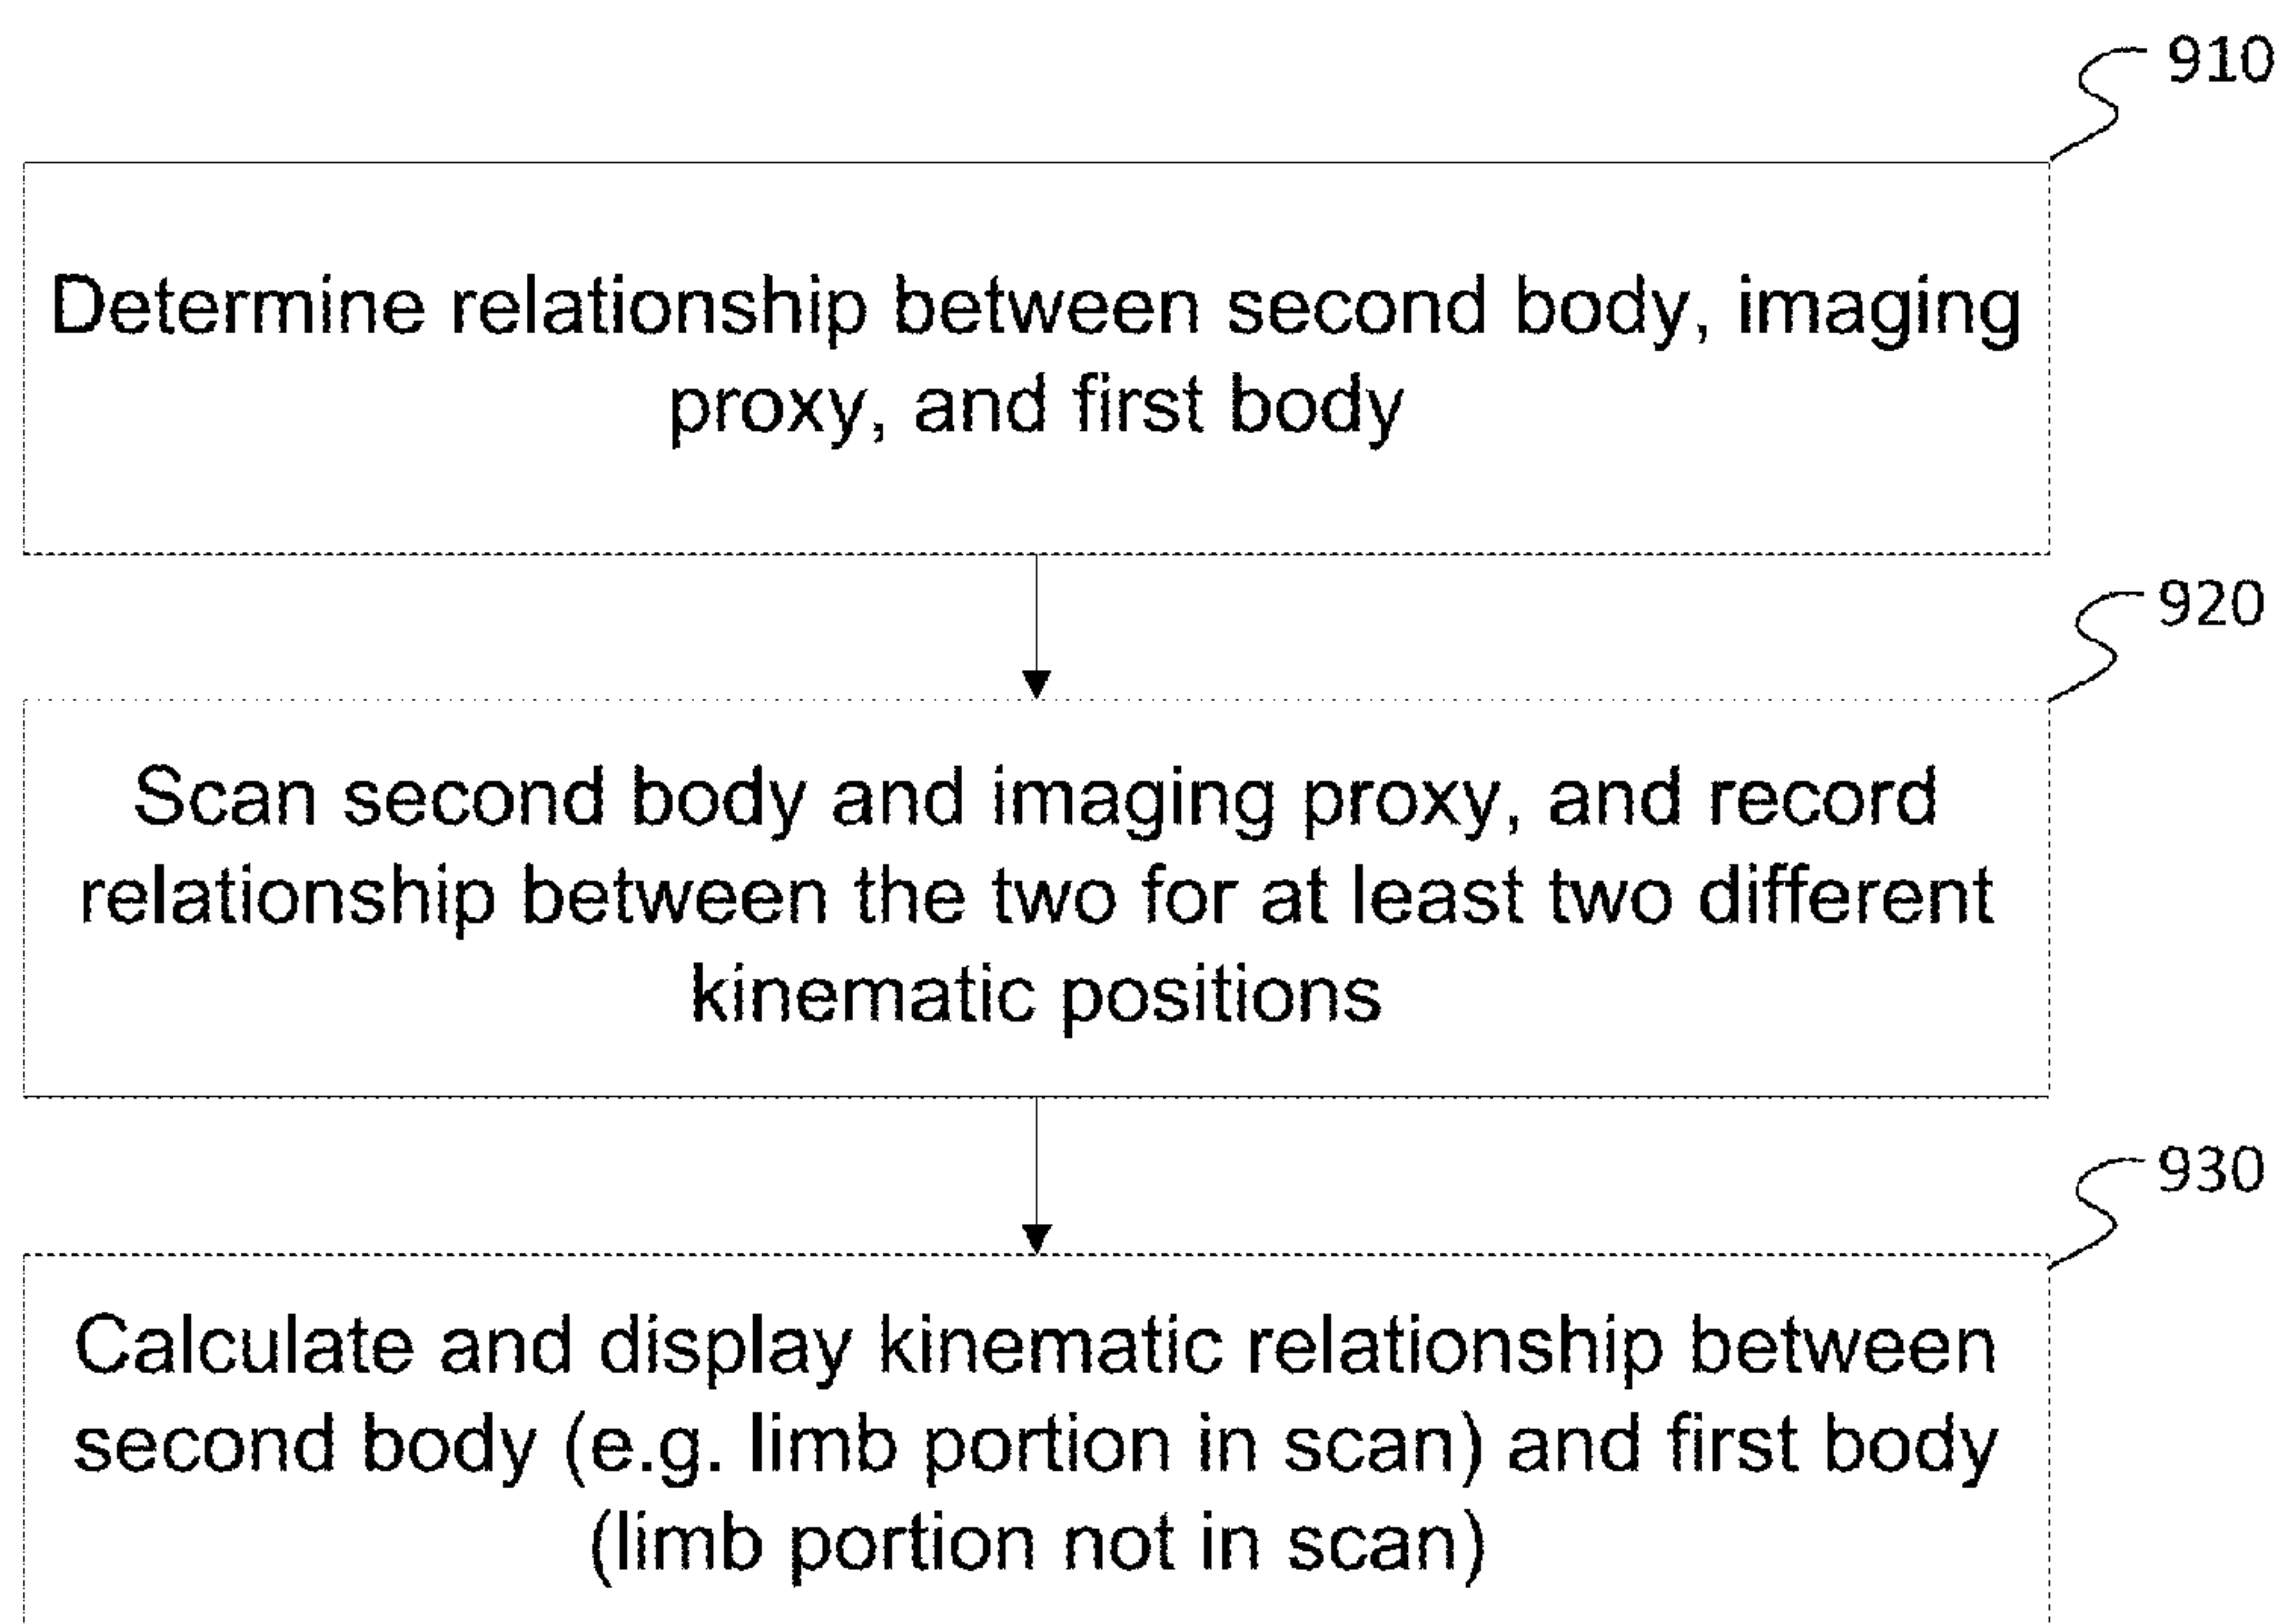 910
Determine relationship between second body, imaging
proxy, and first body
920
Scan second body and imaging proxy, and record
relationship between the two for at least two different
kinematic positions
930
Calculate and display kinematic relationship between
second body (e.g. limb portion in scan) and first body
(limb portion not in scan)